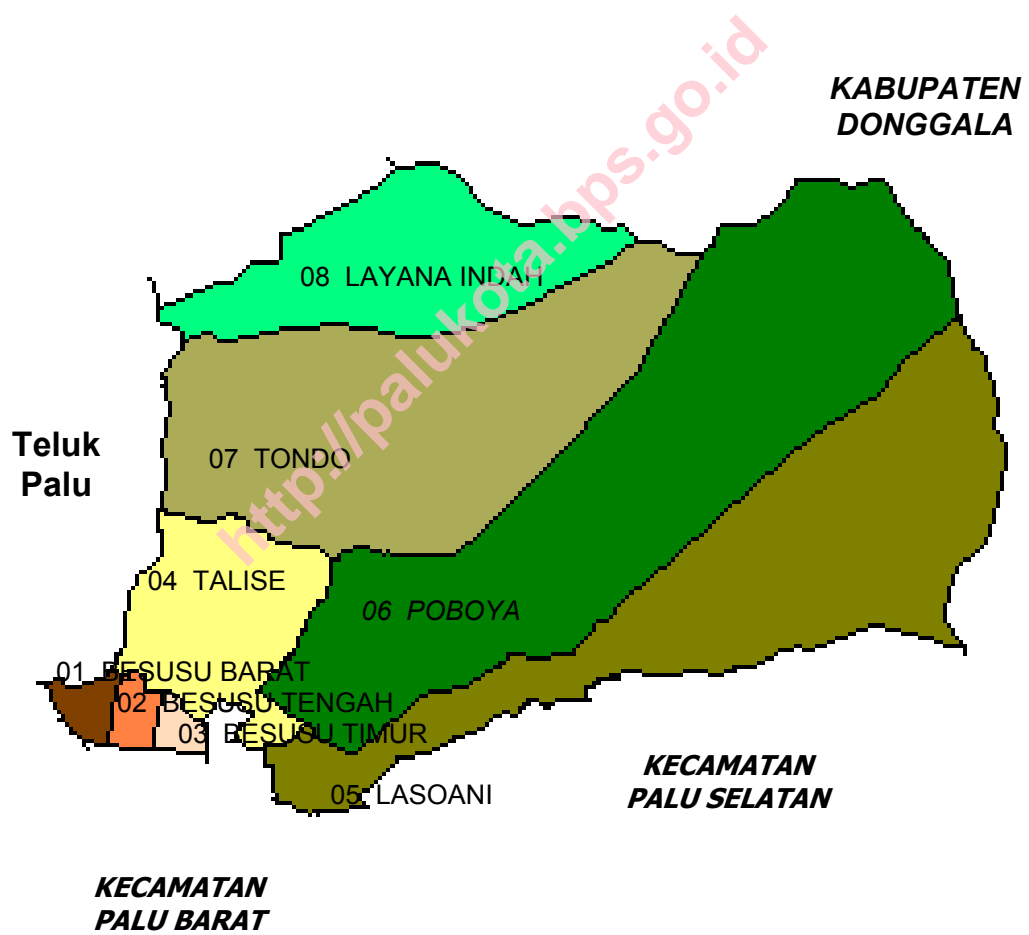 KABUPATEN
DONGGALA
08 LAYANA INDAH
http://palukota.bps.go.id
Teluk
Palu
07 TONDO
04 TALISE
06 POBOYA
01 BESUSU BARAT
02 BESUSU TENGAH
03 BESUSU TIMUR
KECAMATAN
PALU SELATAN
05 LASOANI
KECAMATAN
PALU BARAT